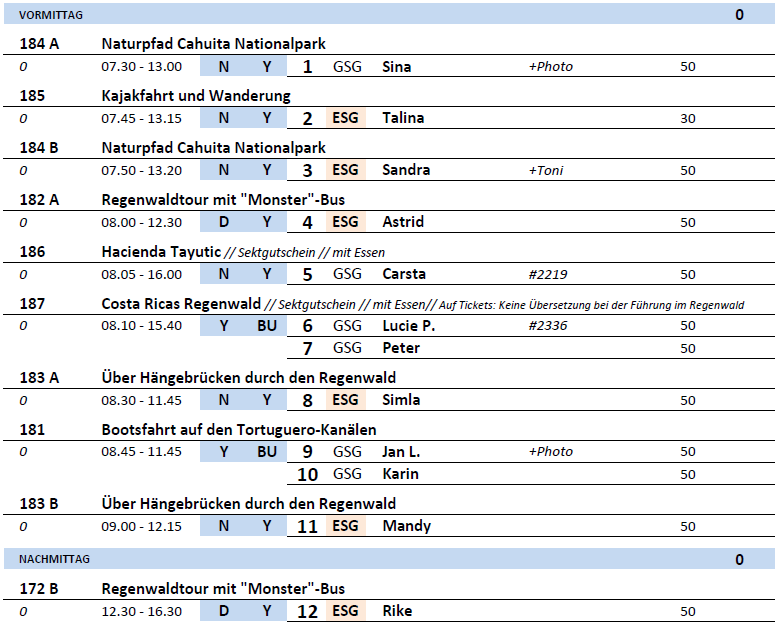 VORMITTAG 0
184 A Naturpfad Cahuita Nationalpark
0 07.30 - 13.00 N Y 1 GSG Sina +Photo 50
185 Kajakfahrt und Wanderung
0 07.45 - 13.15 N Y 2 ESG Talina 30
184 B Naturpfad Cahuita Nationalpark
0 07.50 - 13.20 N Y 3 ESG Sandra +Toni 50
182 A Regenwaldtour mit "Monster"-Bus
0 08.00 - 12.30 D Y 4 ESG Astrid 50
186 Hacienda Tayutic // Sektgutschein // mit Essen
0 08.05 - 16.00 N Y 5 GSG Carsta #2219 50
187 Costa Ricas Regenwald // Sektgutschein // mit Essen// Auf Tickets: Keine Übersetzung bei der Führung im Regenwald
0 08.10 - 15.40 Y BU 6 GSG Lucie P. #2336 50
7 GSG Peter 50
183 A Über Hängebrücken durch den Regenwald
0 08.30 - 11.45 N Y 8 ESG Simla 50
181 Bootsfahrt auf den Tortuguero-Kanälen
0 08.45 - 11.45 Y BU 9 GSG Jan L. +Photo 50
10 GSG Karin 50
183 B Über Hängebrücken durch den Regenwald
0 09.00 - 12.15 N Y 11 ESG Mandy 50
NACHMITTAG 0
172 B Regenwaldtour mit "Monster"-Bus
0 12.30 - 16.30 D Y 12 ESG Rike 50